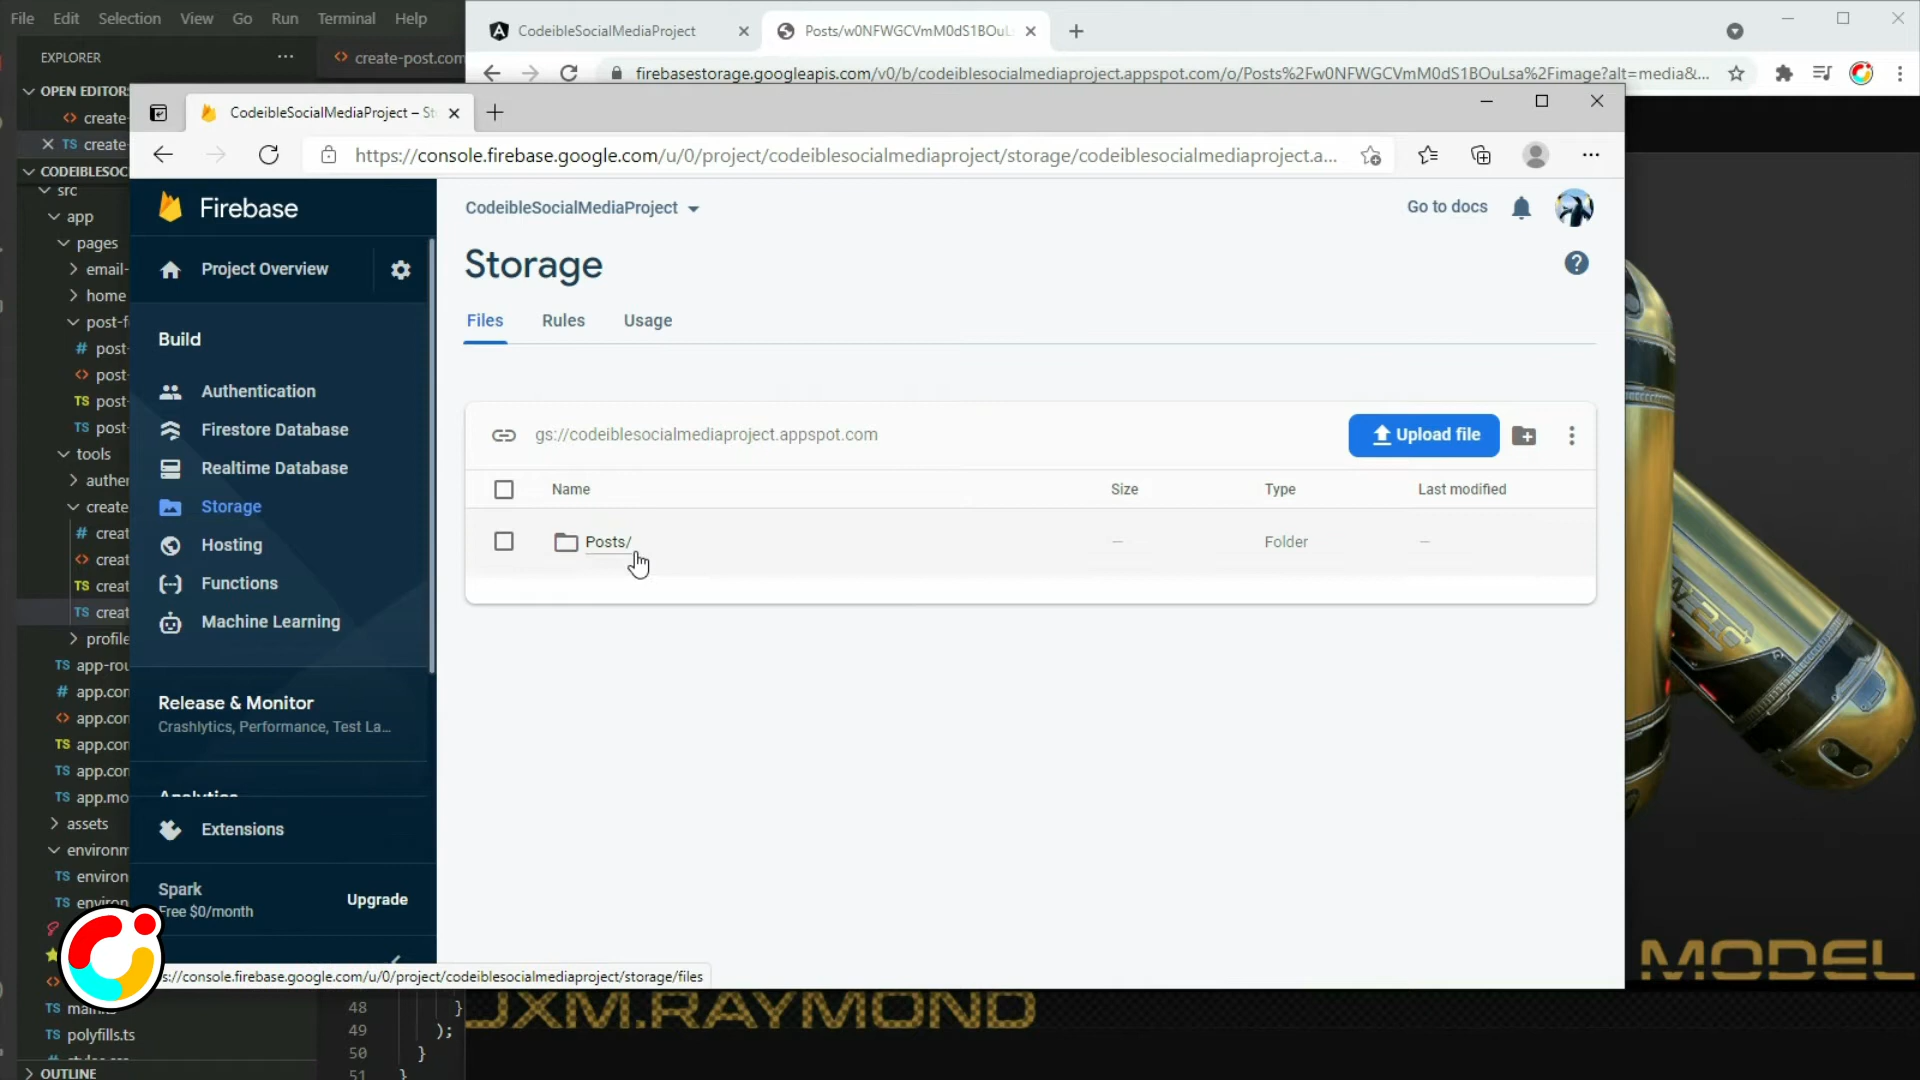 File Edit Selection View Go Run Terminal Help
EXPLORER
create-post.com
OPEN EDITOR
create-
TS create-
CODEIBLESOC
src
app
pages
email-
home
post-f
# post-
post-
TS post-
TS post-
tools
auther
create
# creat
creat
TS creat
TS creat
profile
TS app-rou
# app.con
app.con
TS app.con
TS app.con
TS app.mo
assets
environm
TS environ
TS environ
TS main.ts
TS polyfills.ts
OUTLINE
48 }
49 );
50 }
51 }
CodeibleSocialMediaProject
Posts/w0NFWGCVmM0dS1BOuLs
firebasestorage.googleapis.com/v0/b/codeiblesocialmediaproject.appspot.com/o/Posts%2Fw0NFWGCVmM0dS1BOuLsa%2Fimage?alt=media&...
CodeibleSocialMediaProject – St
https://console.firebase.google.com/u/0/project/codeiblesocialmediaproject/storage/codeiblesocialmediaproject.a...
Firebase
Project Overview
Build
Authentication
Firestore Database
Realtime Database
Storage
Hosting
Functions
Machine Learning
Release & Monitor
Crashlytics, Performance, Test La...
Analytics
Extensions
Spark
Free $0/month
Upgrade
CodeibleSocialMediaProject
Go to docs
Storage
Files Rules Usage
gs://codeiblesocialmediaproject.appspot.com
Upload file
Name Size Type Last modified
Posts/ — Folder —
s://console.firebase.google.com/u/0/project/codeiblesocialmediaproject/storage/files
MODEL
JXM.RAYMOND